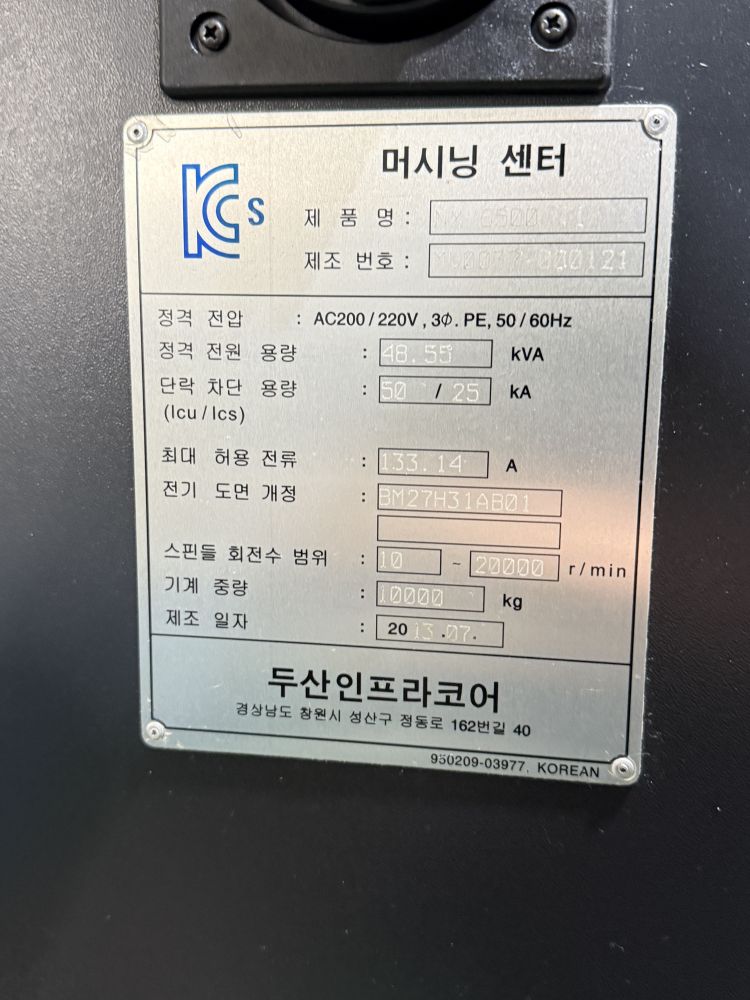 KCs
머시닝 센터
제 품 명 :
제조 번호 :
정격 전압 : AC200 / 220V , 3Φ. PE, 50 / 60Hz
정격 전원 용량 : 48.55 kVA
단락 차단 용량 : 50 / 25 kA
(Icu / Ics)
최대 허용 전류 : 133.14 A
전기 도면 개정 : BM27H31AB01
스핀들 회전수 범위 : 10 ~ 20000 r/min
기계 중량 : 10000 kg
제조 일자 : 2013.07.
두산인프라코어
경상남도 창원시 성산구 정동로 162번길 40
950209-03977. KOREAN